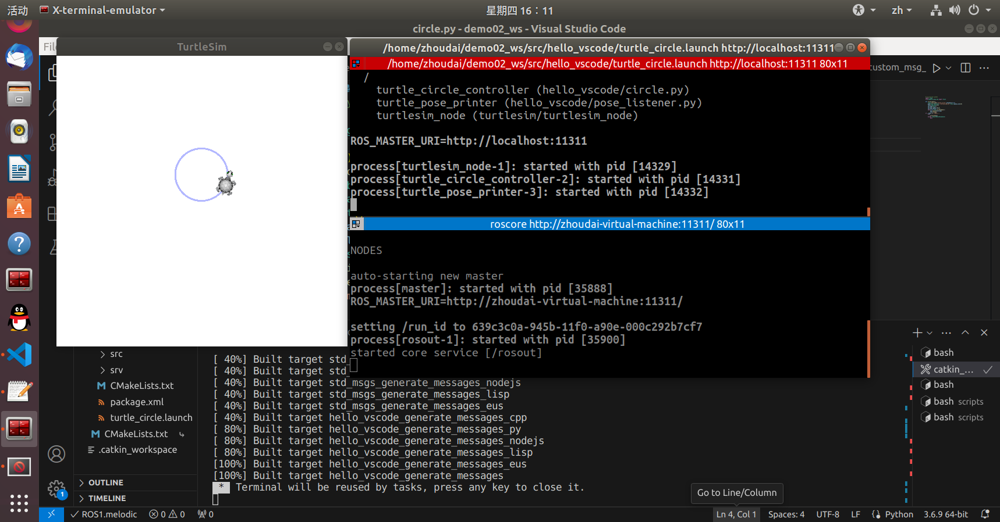 活动
X-terminal-emulator
星期四 16：11
zh
circle.py - demo02_ws - Visual Studio Code
TurtleSim
/home/zhoudai/demo02_ws/src/hello_vscode/turtle_circle.launch http://localhost:11311
/home/zhoudai/demo02_ws/src/hello_vscode/turtle_circle.launch http://localhost:11311 80x11
/
turtle_circle_controller (hello_vscode/circle.py)
turtle_pose_printer (hello_vscode/pose_listener.py)
turtlesim_node (turtlesim/turtlesim_node)
ROS_MASTER_URI=http://localhost:11311
process[turtlesim_node-1]: started with pid [14329]
process[turtle_circle_controller-2]: started with pid [14331]
process[turtle_pose_printer-3]: started with pid [14332]
roscore http://zhoudai-virtual-machine:11311/ 80x11
NODES
auto-starting new master
process[master]: started with pid [35888]
ROS_MASTER_URI=http://zhoudai-virtual-machine:11311/
setting /run_id to 639c3c0a-945b-11f0-a90e-000c292b7cf7
process[rosout-1]: started with pid [35900]
started core service [/rosout]
custom_msg_
src
srv
CMakeLists.txt
package.xml
turtle_circle.launch
CMakeLists.txt
.catkin_workspace
OUTLINE
TIMELINE
[ 40%] Built target std_
[ 40%] Built target std_
[ 40%] Built target std_msgs_generate_messages_nodejs
[ 40%] Built target std_msgs_generate_messages_lisp
[ 40%] Built target std_msgs_generate_messages_eus
[ 40%] Built target hello_vscode_generate_messages_cpp
[ 80%] Built target hello_vscode_generate_messages_py
[ 80%] Built target hello_vscode_generate_messages_nodejs
[ 80%] Built target hello_vscode_generate_messages_lisp
[100%] Built target hello_vscode_generate_messages_eus
[100%] Built target hello_vscode_generate_messages
* Terminal will be reused by tasks, press any key to close it.
bash
catkin_...
bash
bash scripts
bash scripts
Go to Line/Column
1
ROS1.melodic
0 0
0
Ln 4, Col 1
Spaces: 4
UTF-8
LF
Python
3.6.9 64-bit